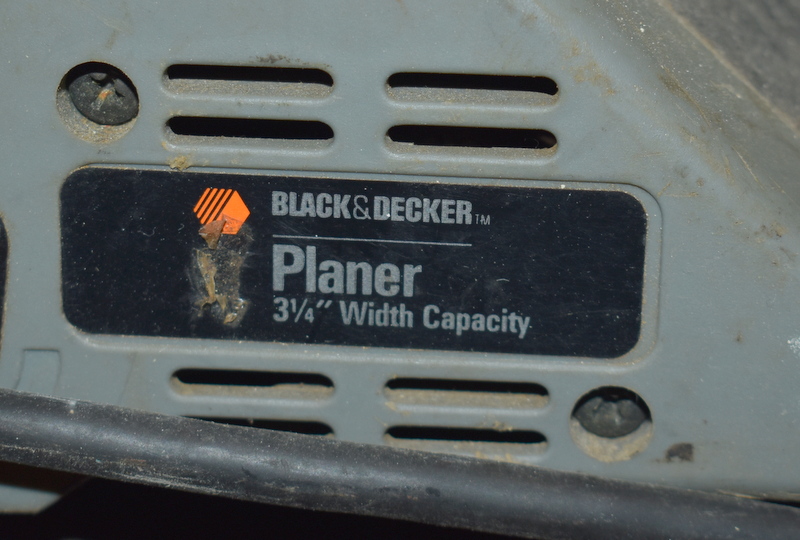 BLACK&DECKER™
Planer
3¼″ Width Capacity